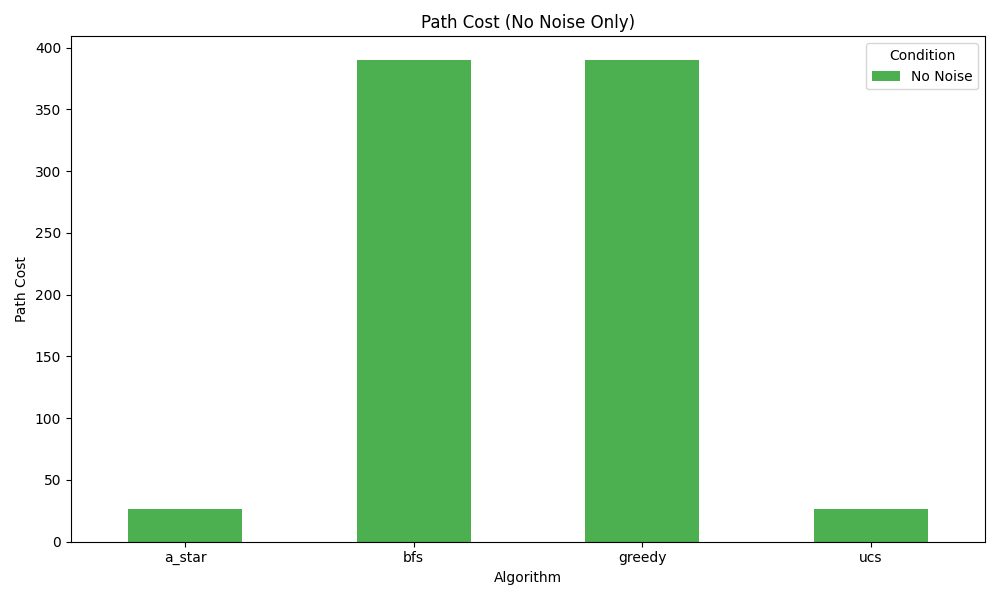 Path Cost (No Noise Only)
Condition
No Noise
Path Cost
400
350
300
250
200
150
100
50
0
a_star bfs greedy ucs
Algorithm